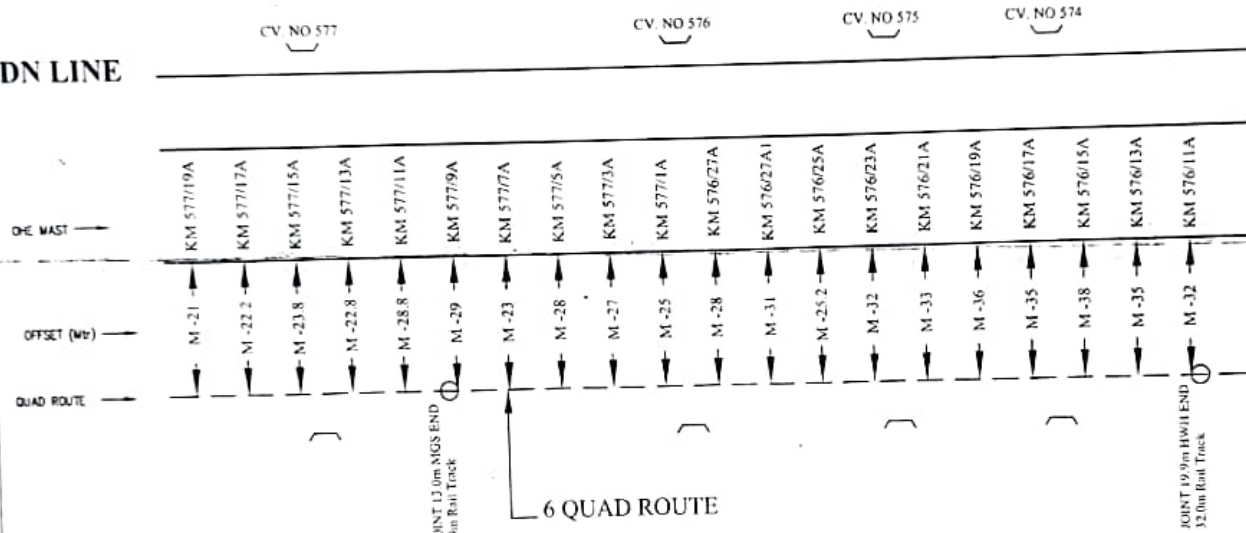 CV. NO 577
CV. NO 576
CV. NO 575
CV. NO 574
DN LINE
OHE MAST
KM 577/19A
KM 577/17A
KM 577/15A
KM 577/13A
KM 577/11A
KM 577/9A
KM 577/7A
KM 577/5A
KM 577/3A
KM 577/1A
KM 576/27A
KM 576/27A1
KM 576/25A
KM 576/23A
KM 576/21A
KM 576/19A
KM 576/17A
KM 576/15A
KM 576/13A
KM 576/11A
OFFSET (Mtr)
M -21
M -22.2
M -23.8
M -22.8
M -28.8
M -29
M -23
M -28
M -27
M -25
M -28
M -31
M -25.2
M -32
M -33
M -36
M -35
M -38
M -35
M -32
QUAD ROUTE
JOINT 13.0m MGS END
Rail Track
6 QUAD ROUTE
JOINT 19.9m HWH END
32.0m Rail Track